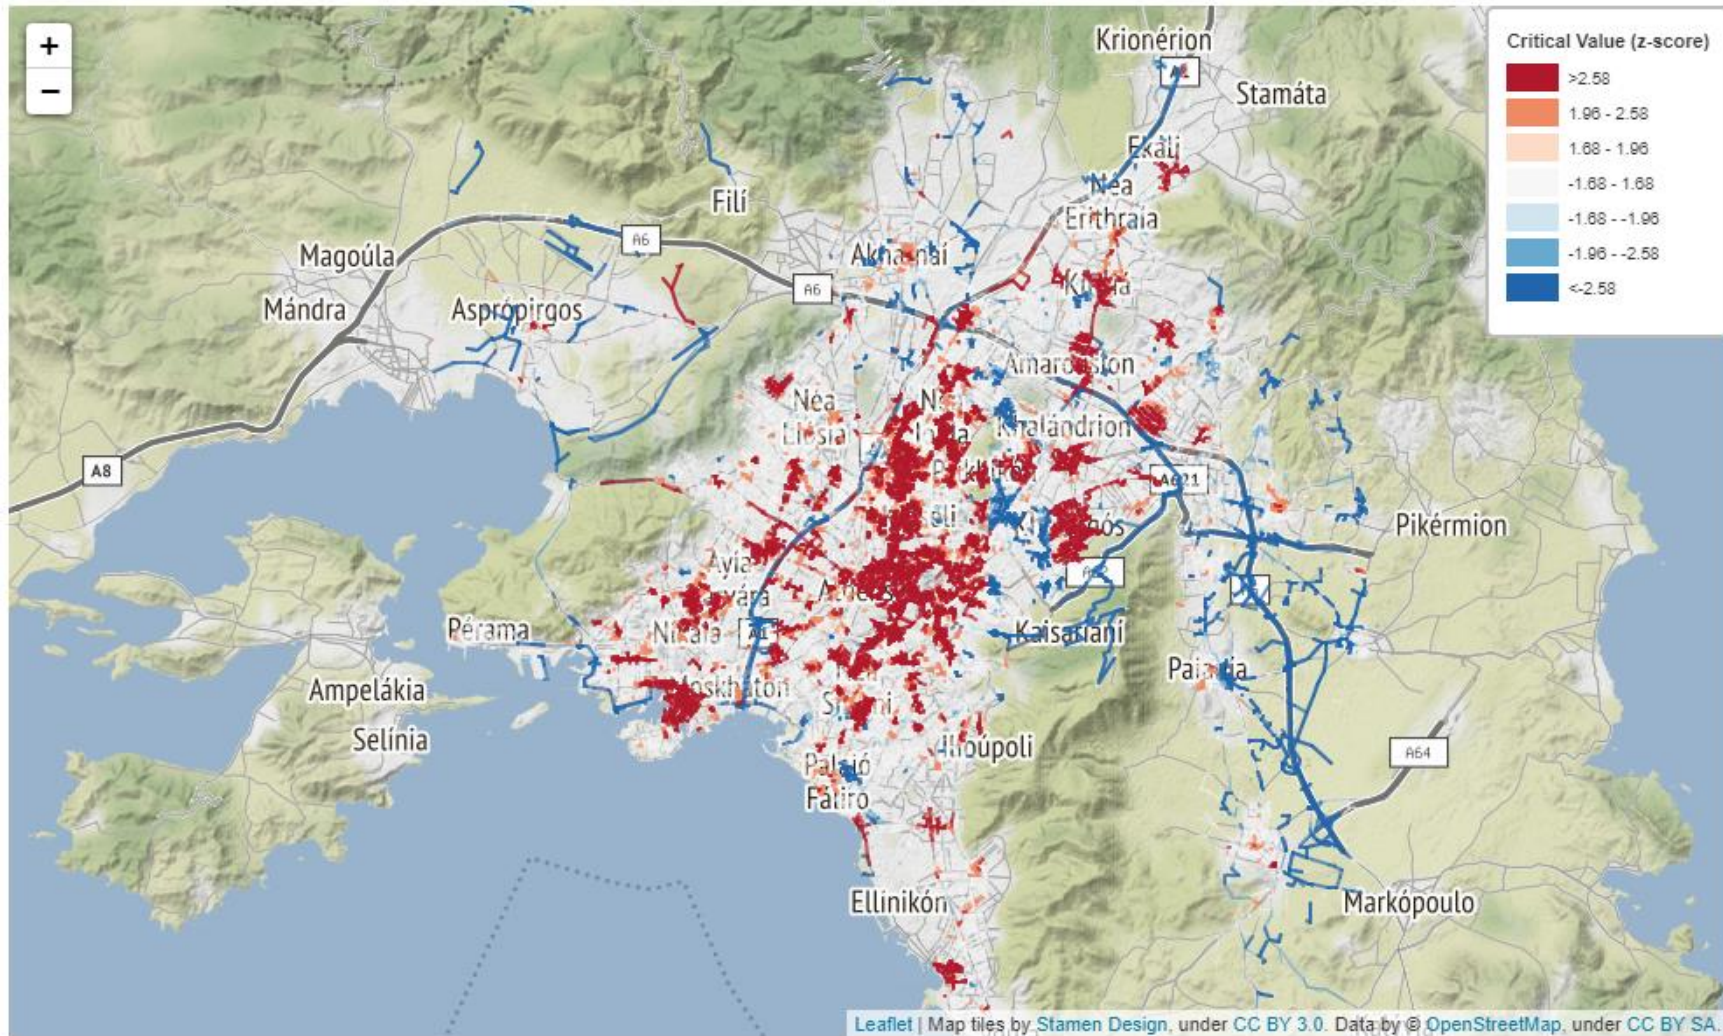 +
−
Critical Value (z-score)
>2.58
1.96 - 2.58
1.68 - 1.96
-1.68 - 1.68
-1.68 - -1.96
-1.96 - -2.58
<-2.58
Krionérion
Stamáta
Ekáli
Néa
Erithraía
Filí
A6
Magoúla
A6
Mándra
Asprópirgos
Amaroúsion
Néa
Liósia
Khalándrion
A8
A621
Pikérmion
Ayía
Pérama
Níkaia
A1
Kaisarianí
Ampelákia
Moskháton
Selínia
Ilioúpoli
A64
Palaió
Fáliro
Ellinikón
Markópoulo
Leaflet | Map tiles by Stamen Design, under CC BY 3.0. Data by © OpenStreetMap, under CC BY SA.